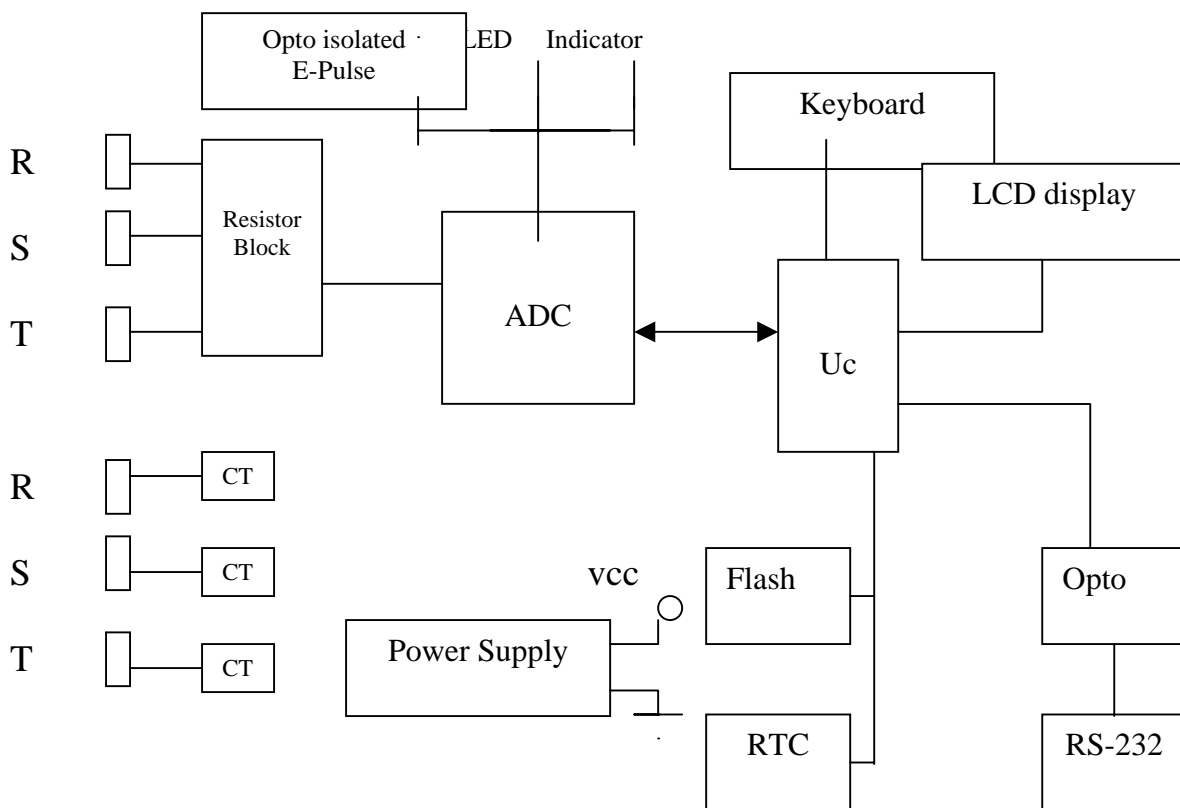 Opto isolated
E-Pulse
LED Indicator
Keyboard
LCD display
R
S
T
Resistor
Block
ADC
Uc
R
S
T
CT
CT
CT
vcc
Power Supply
Flash
RTC
Opto
RS-232